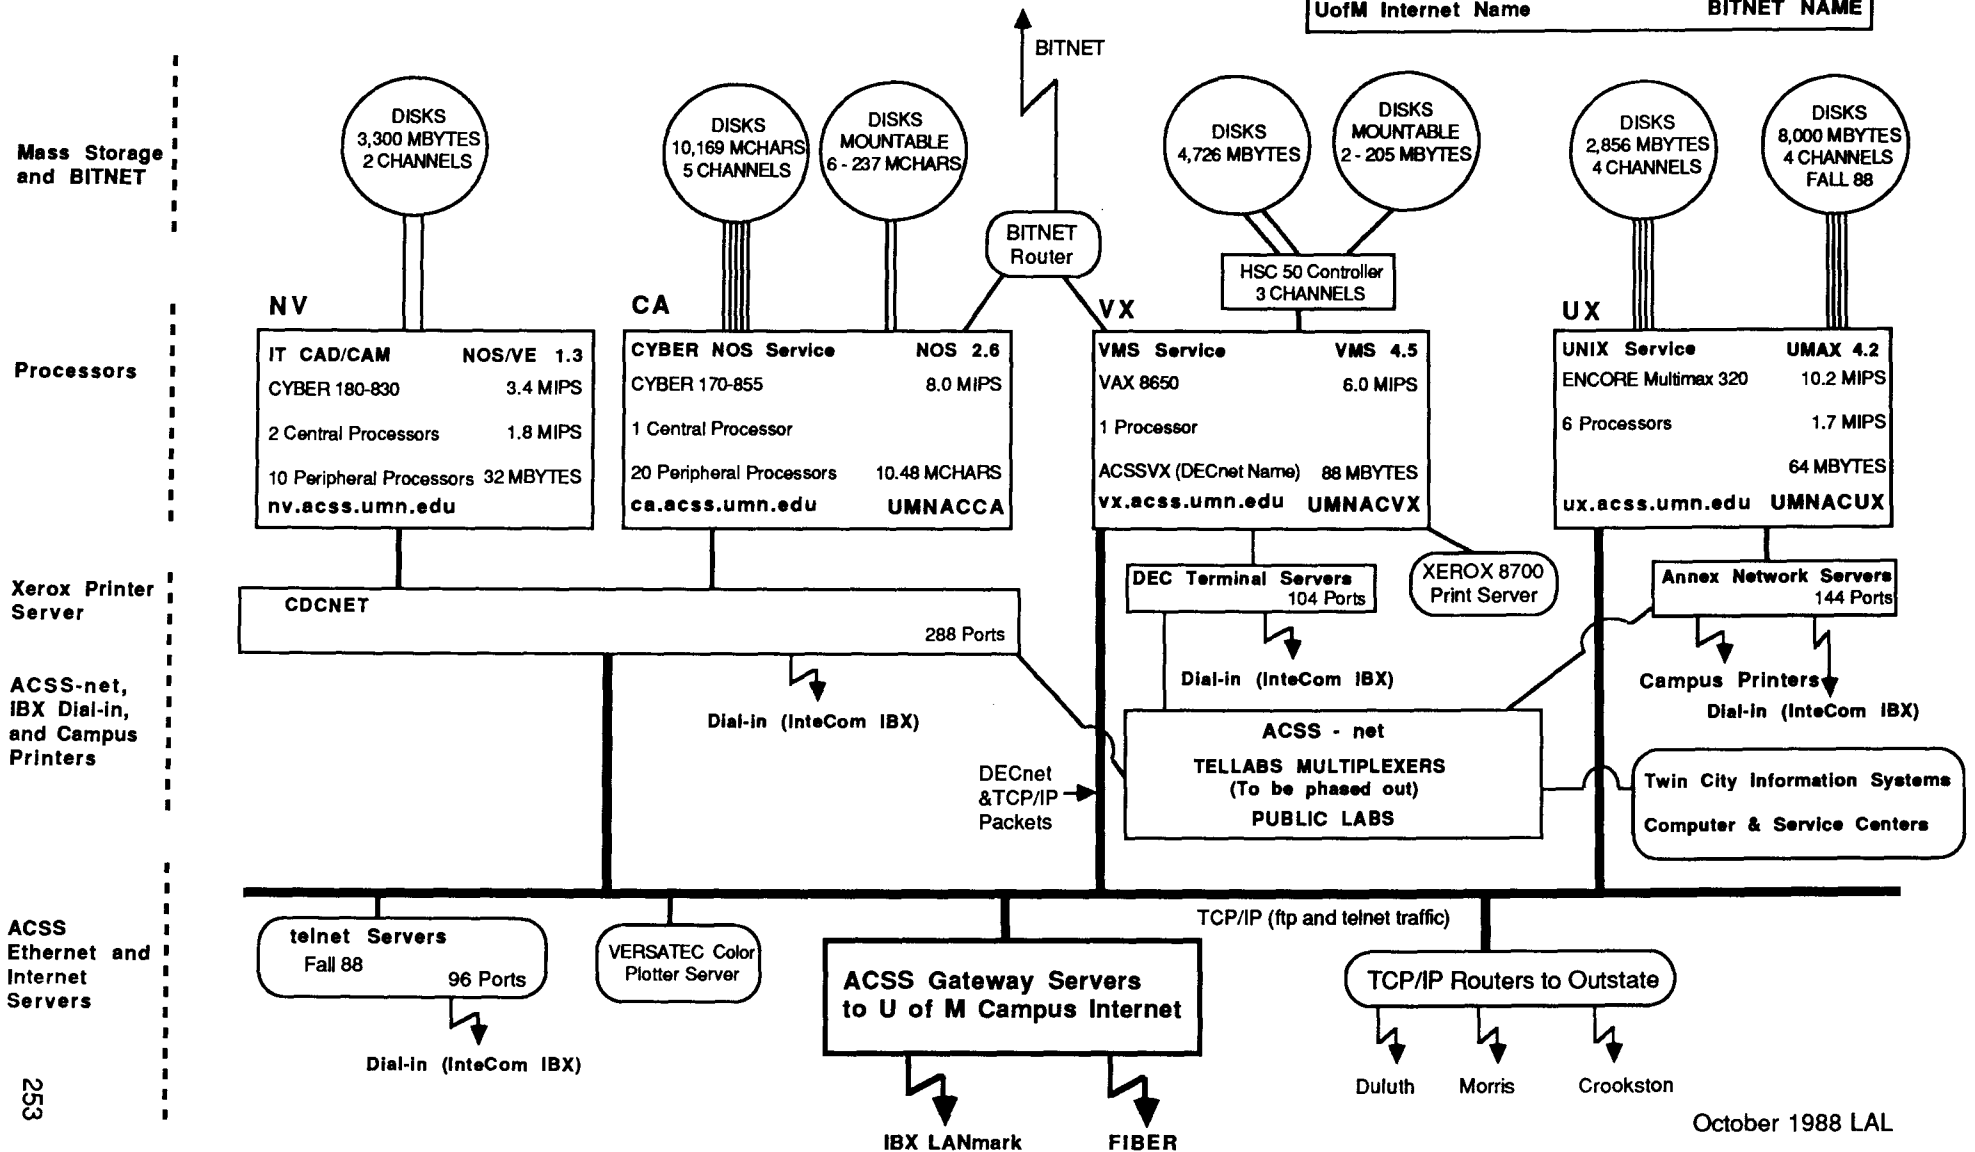 UofM Internet Name BITNET NAME
BITNET
Mass Storage
and BITNET
DISKS
3,300 MBYTES
2 CHANNELS
DISKS
10,169 MCHARS
5 CHANNELS
DISKS
MOUNTABLE
6 - 237 MCHARS
DISKS
4,726 MBYTES
DISKS
MOUNTABLE
2 - 205 MBYTES
DISKS
2,856 MBYTES
4 CHANNELS
DISKS
8,000 MBYTES
4 CHANNELS
FALL 88
BITNET
Router
HSC 50 Controller
3 CHANNELS
Processors
NV
IT CAD/CAM NOS/VE 1.3
CYBER 180-830 3.4 MIPS
2 Central Processors 1.8 MIPS
10 Peripheral Processors 32 MBYTES
nv.acss.umn.edu
CA
CYBER NOS Service NOS 2.6
CYBER 170-855 8.0 MIPS
1 Central Processor
20 Peripheral Processors 10.48 MCHARS
ca.acss.umn.edu UMNACCA
VX
VMS Service VMS 4.5
VAX 8650 6.0 MIPS
1 Processor
ACSSVX (DECnet Name) 88 MBYTES
vx.acss.umn.edu UMNACVX
UX
UNIX Service UMAX 4.2
ENCORE Multimax 320 10.2 MIPS
6 Processors 1.7 MIPS
64 MBYTES
ux.acss.umn.edu UMNACUX
Xerox Printer
Server
CDCNET
288 Ports
DEC Terminal Servers
104 Ports
XEROX 8700
Print Server
Annex Network Servers
144 Ports
ACSS-net,
IBX Dial-in,
and Campus
Printers
Dial-in (InteCom IBX)
Dial-in (InteCom IBX)
Campus Printers
Dial-in (InteCom IBX)
DECnet
&TCP/IP
Packets
ACSS - net
TELLABS MULTIPLEXERS
(To be phased out)
PUBLIC LABS
Twin City Information Systems
Computer & Service Centers
ACSS
Ethernet and
Internet
Servers
telnet Servers
Fall 88
96 Ports
Dial-in (InteCom IBX)
VERSATEC Color
Plotter Server
ACSS Gateway Servers
to U of M Campus Internet
IBX LANmark
FIBER
TCP/IP (ftp and telnet traffic)
TCP/IP Routers to Outstate
Duluth
Morris
Crookston
253
October 1988 LAL